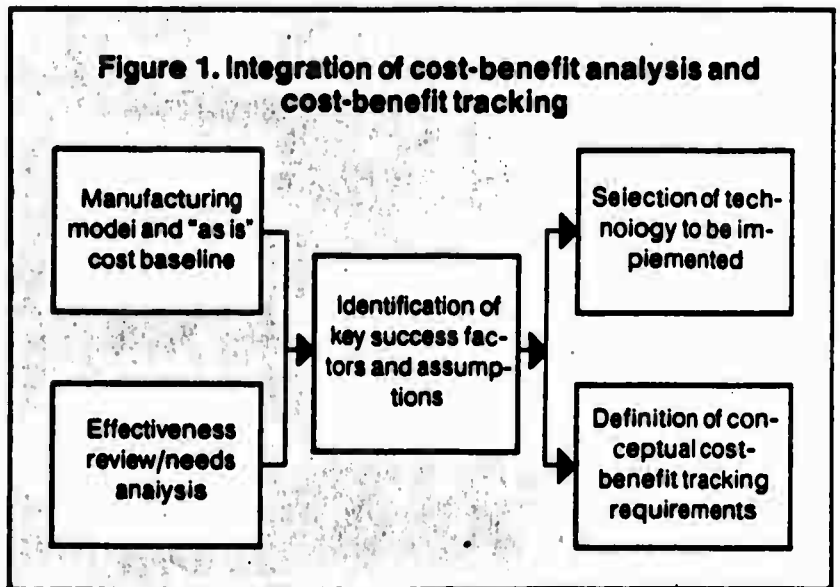 Figure 1. Integration of cost-benefit analysis and
cost-benefit tracking
Manufacturing
model and "as is"
cost baseline
Effectiveness
review/needs
analysis
Identification of
key success fac-
tors and assump-
tions
Selection of tech-
nology to be im-
plemented
Definition of con-
ceptual cost-
benefit tracking
requirements